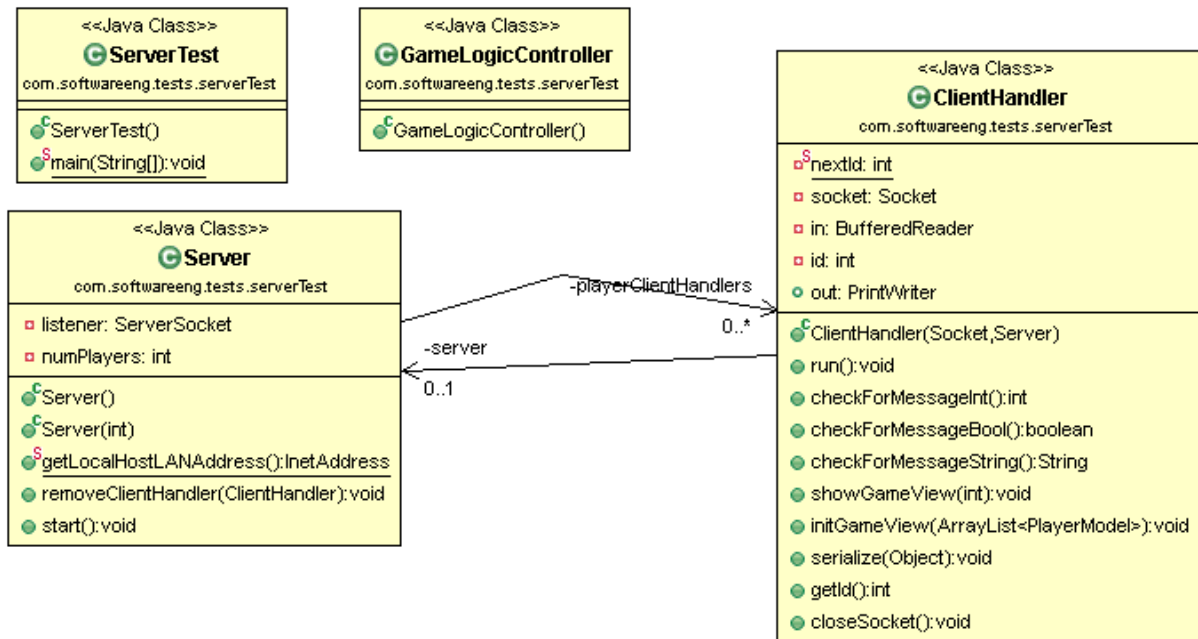 <<Java Class>>
ServerTest
com.softwareeng.tests.serverTest
ServerTest()
main(String[]):void
<<Java Class>>
GameLogicController
com.softwareeng.tests.serverTest
GameLogicController()
<<Java Class>>
Server
com.softwareeng.tests.serverTest
listener: ServerSocket
numPlayers: int
Server()
Server(int)
getLocalHostLANAddress():InetAddress
removeClientHandler(ClientHandler):void
start():void
-playerClientHandlers
0..*
-server
0..1
<<Java Class>>
ClientHandler
com.softwareeng.tests.serverTest
nextId: int
socket: Socket
in: BufferedReader
id: int
out: PrintWriter
ClientHandler(Socket,Server)
run():void
checkForMessageInt():int
checkForMessageBool():boolean
checkForMessageString():String
showGameView(int):void
initGameView(ArrayList<PlayerModel>):void
serialize(Object):void
getId():int
closeSocket():void